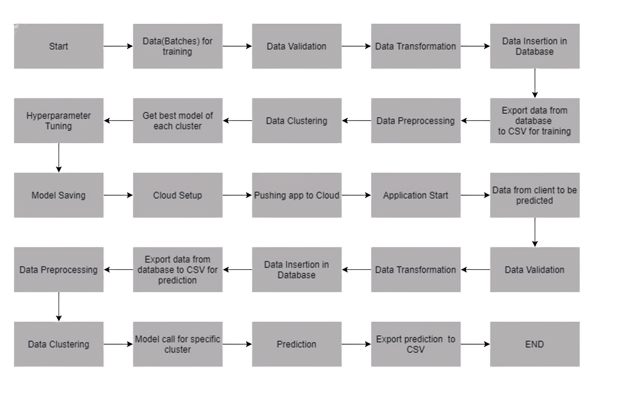 Start
Data(Batches) for
training
Data Validation
Data Transformation
Data Insertion in
Database
Hyperparameter
Tuning
Get best model of
each cluster
Data Clustering
Data Preprocessing
Export data from
database
to CSV for training
Model Saving
Cloud Setup
Pushing app to Cloud
Application Start
Data from client to be
predicted
Data Preprocessing
Export data from
database to CSV for
prediction
Data Insertion in
Database
Data Transformation
Data Validation
Data Clustering
Model call for specific
cluster
Prediction
Export prediction to
CSV
END